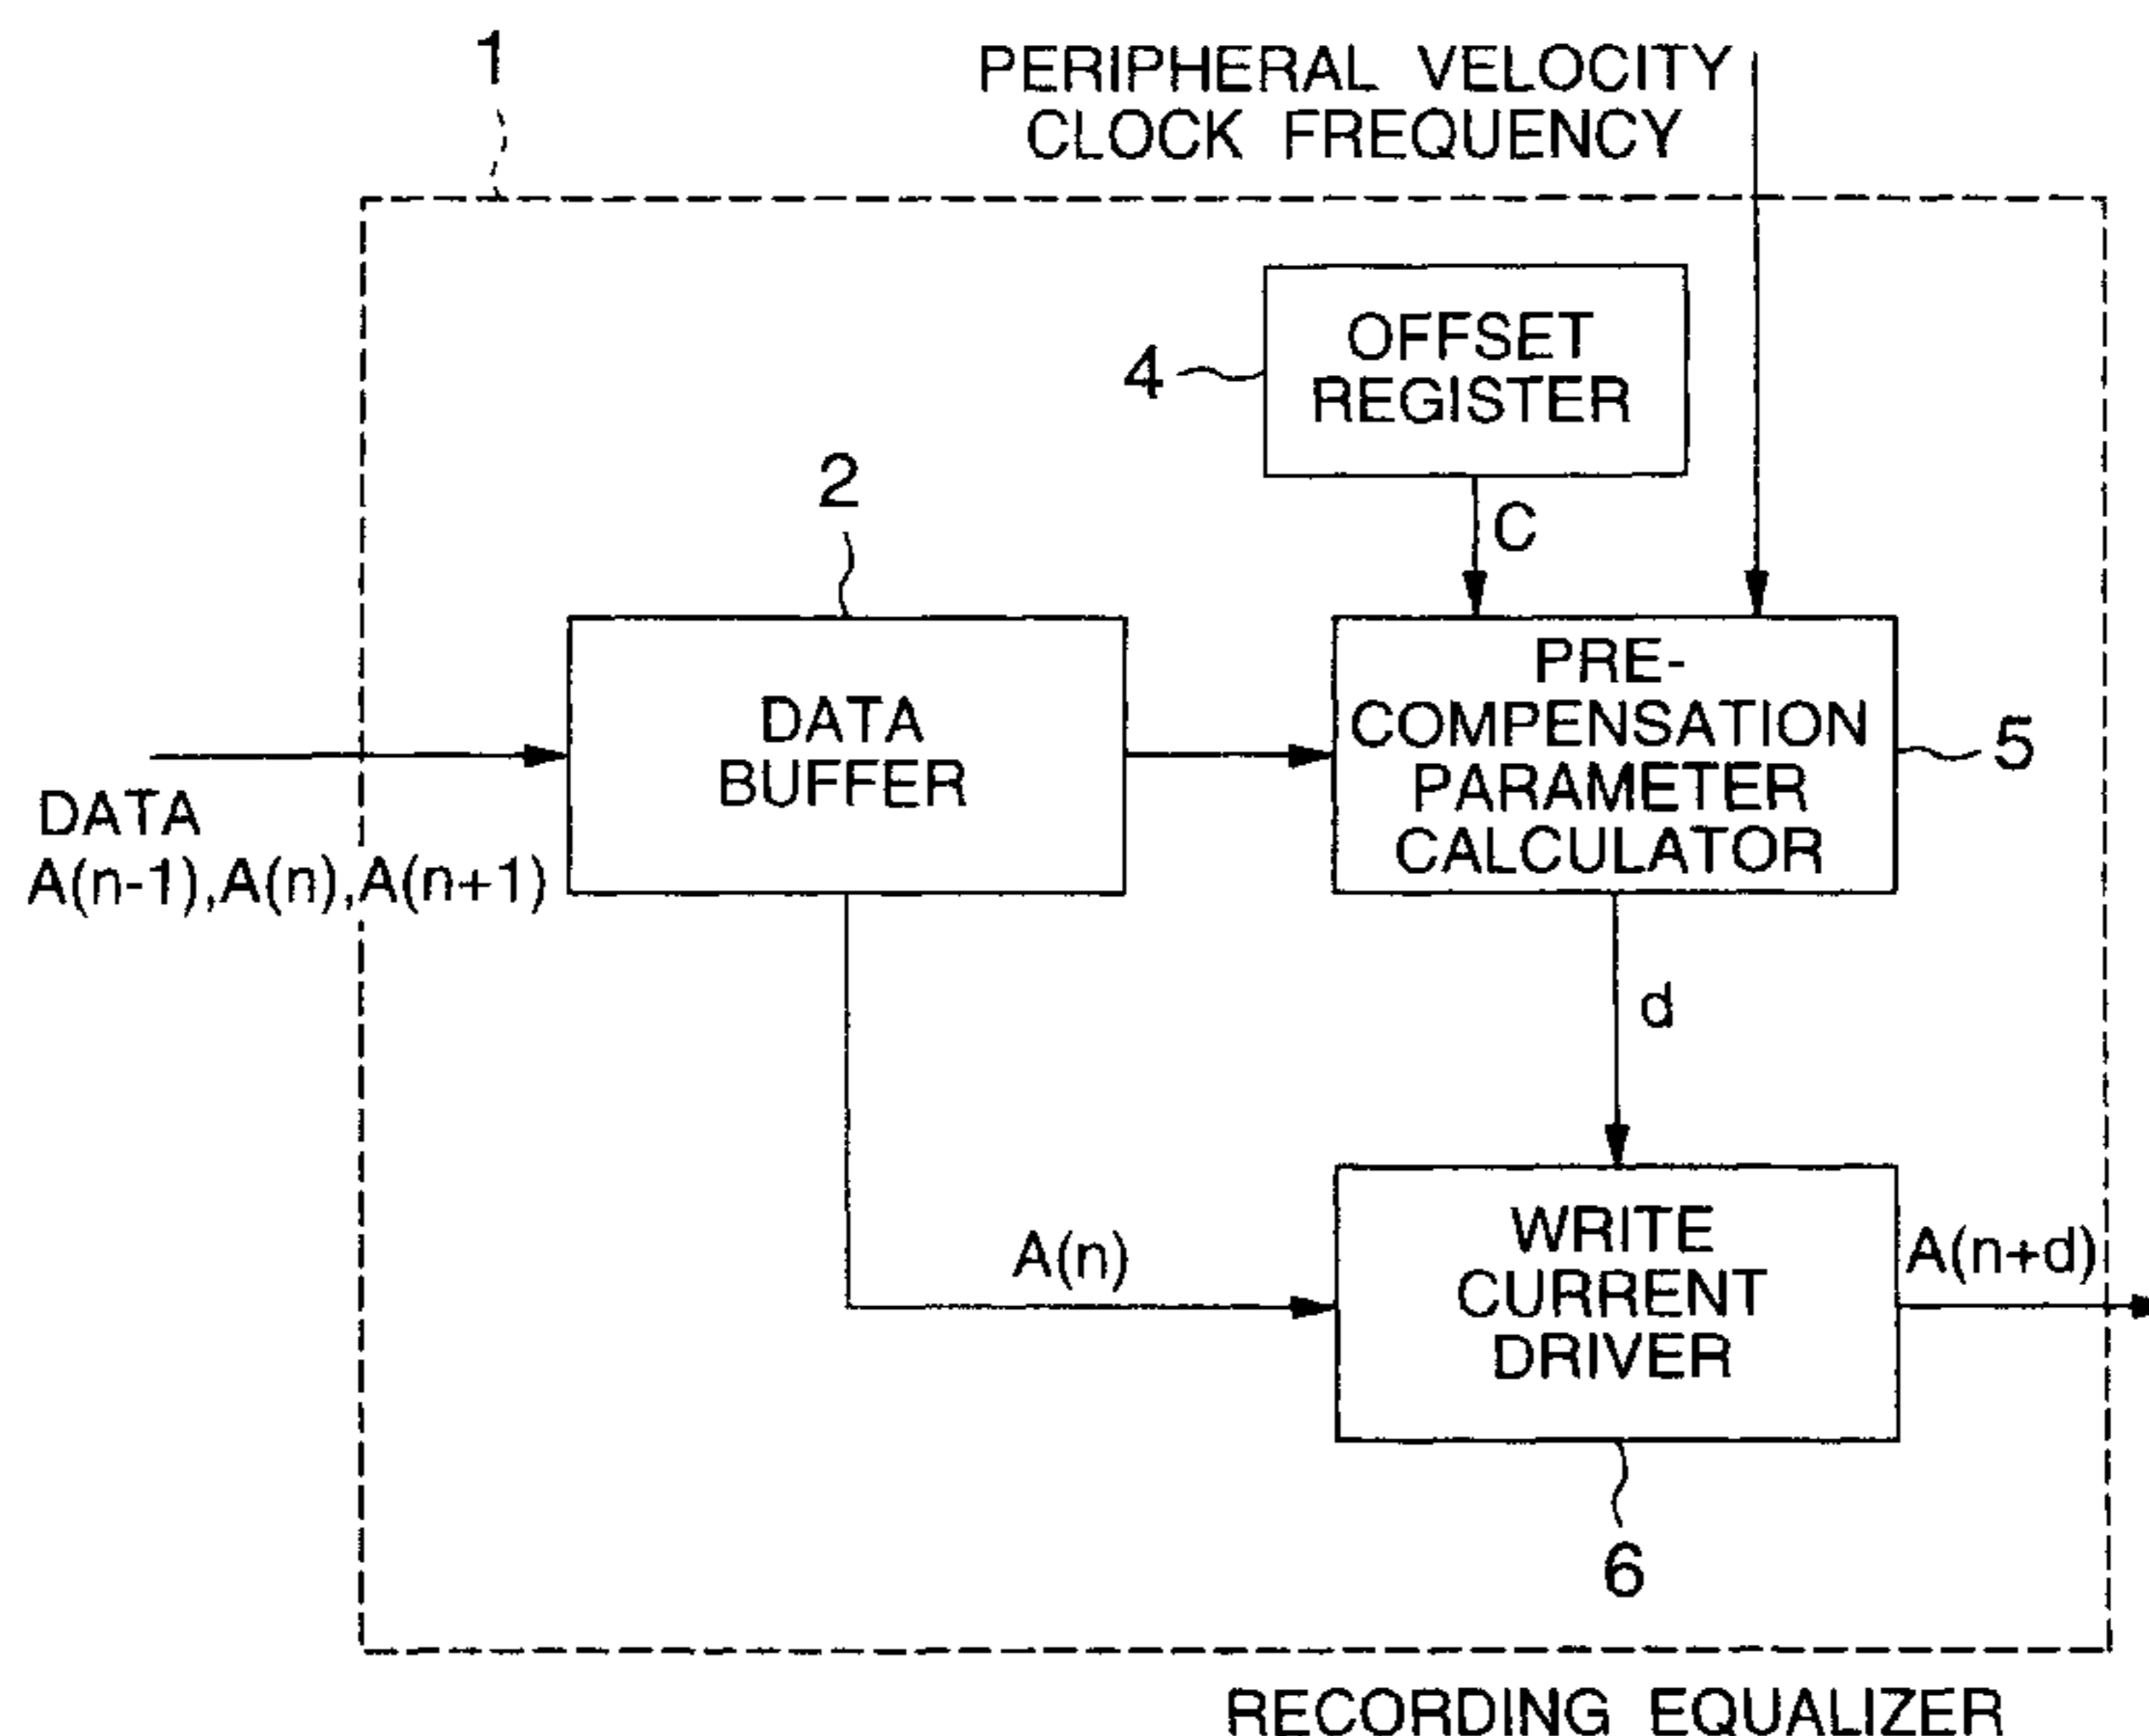 1
PERIPHERAL VELOCITY
CLOCK FREQUENCY
OFFSET
REGISTER
4
C
2
DATA
BUFFER
PRE-
COMPENSATION
PARAMETER
CALCULATOR
5
DATA
A(n-1),A(n),A(n+1)
d
A(n)
WRITE
CURRENT
DRIVER
A(n+d)
6
RECORDING EQUALIZER